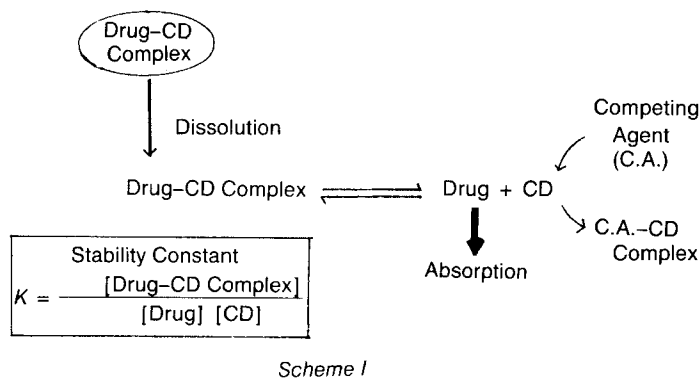 Drug–CD
Complex
Dissolution
Competing
Agent
(C.A.)
Drug–CD Complex
Drug + CD
C.A.–CD
Complex
Absorption
Stability Constant
K = [Drug–CD Complex]
[Drug] [CD]
Scheme I